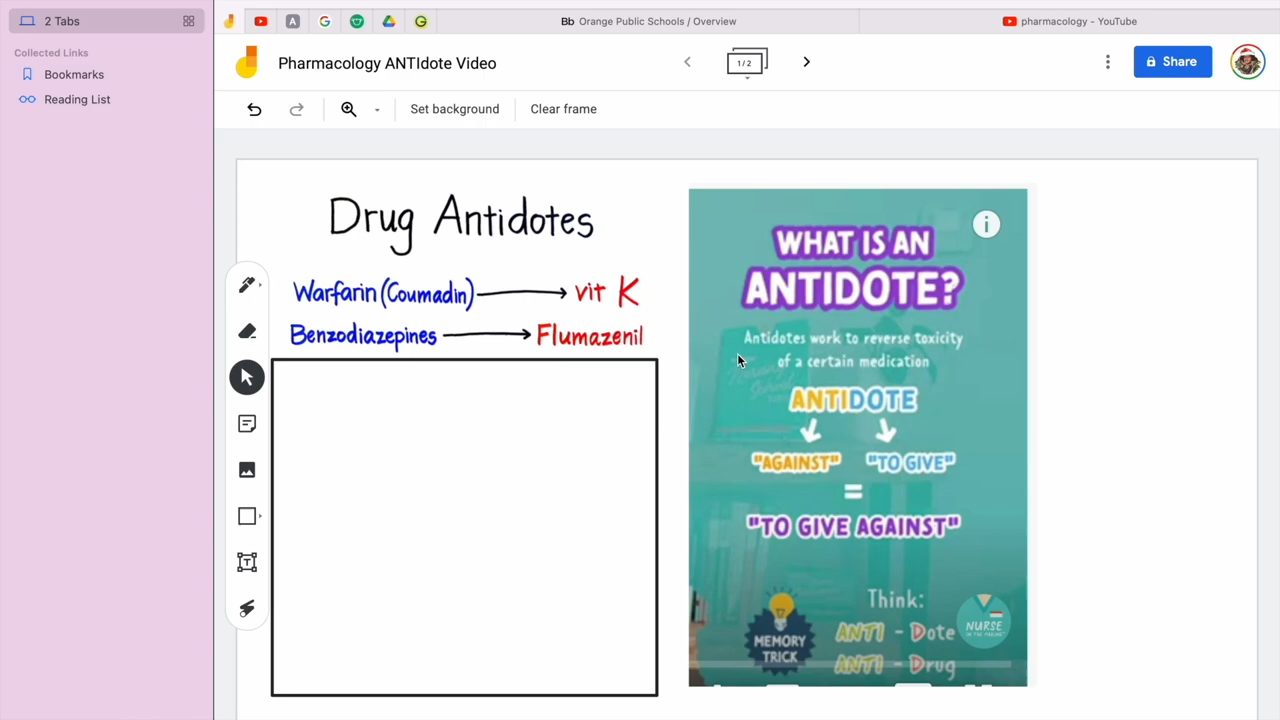 2 Tabs
Collected Links
Bookmarks
Reading List
A
G
Bb Orange Public Schools / Overview
pharmacology - YouTube
Pharmacology ANTIdote Video
1/2
Share
Set background
Clear frame
Drug Antidotes
Warfarin (Coumadin) → vit K
Benzodiazepines → Flumazenil
T
i
WHAT IS AN
ANTIDOTE?
Antidotes work to reverse toxicity
of a certain medication
ANTIDOTE
"AGAINST" "TO GIVE"
=
"TO GIVE AGAINST"
Think:
ANTI - Dote
ANTI - Drug
MEMORY
TRICK
NURSE